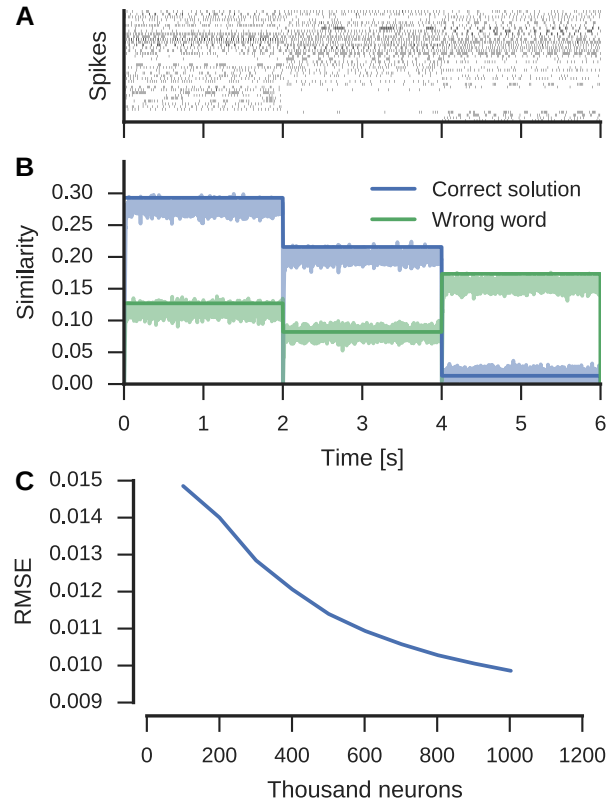 A
Spikes
B
0.30
0.25
0.20
0.15
0.10
0.05
0.00
Similarity
Correct solution
Wrong word
0 1 2 3 4 5 6
Time [s]
C
0.015
0.014
0.013
0.012
0.011
0.010
0.009
RMSE
0 200 400 600 800 1000 1200
Thousand neurons